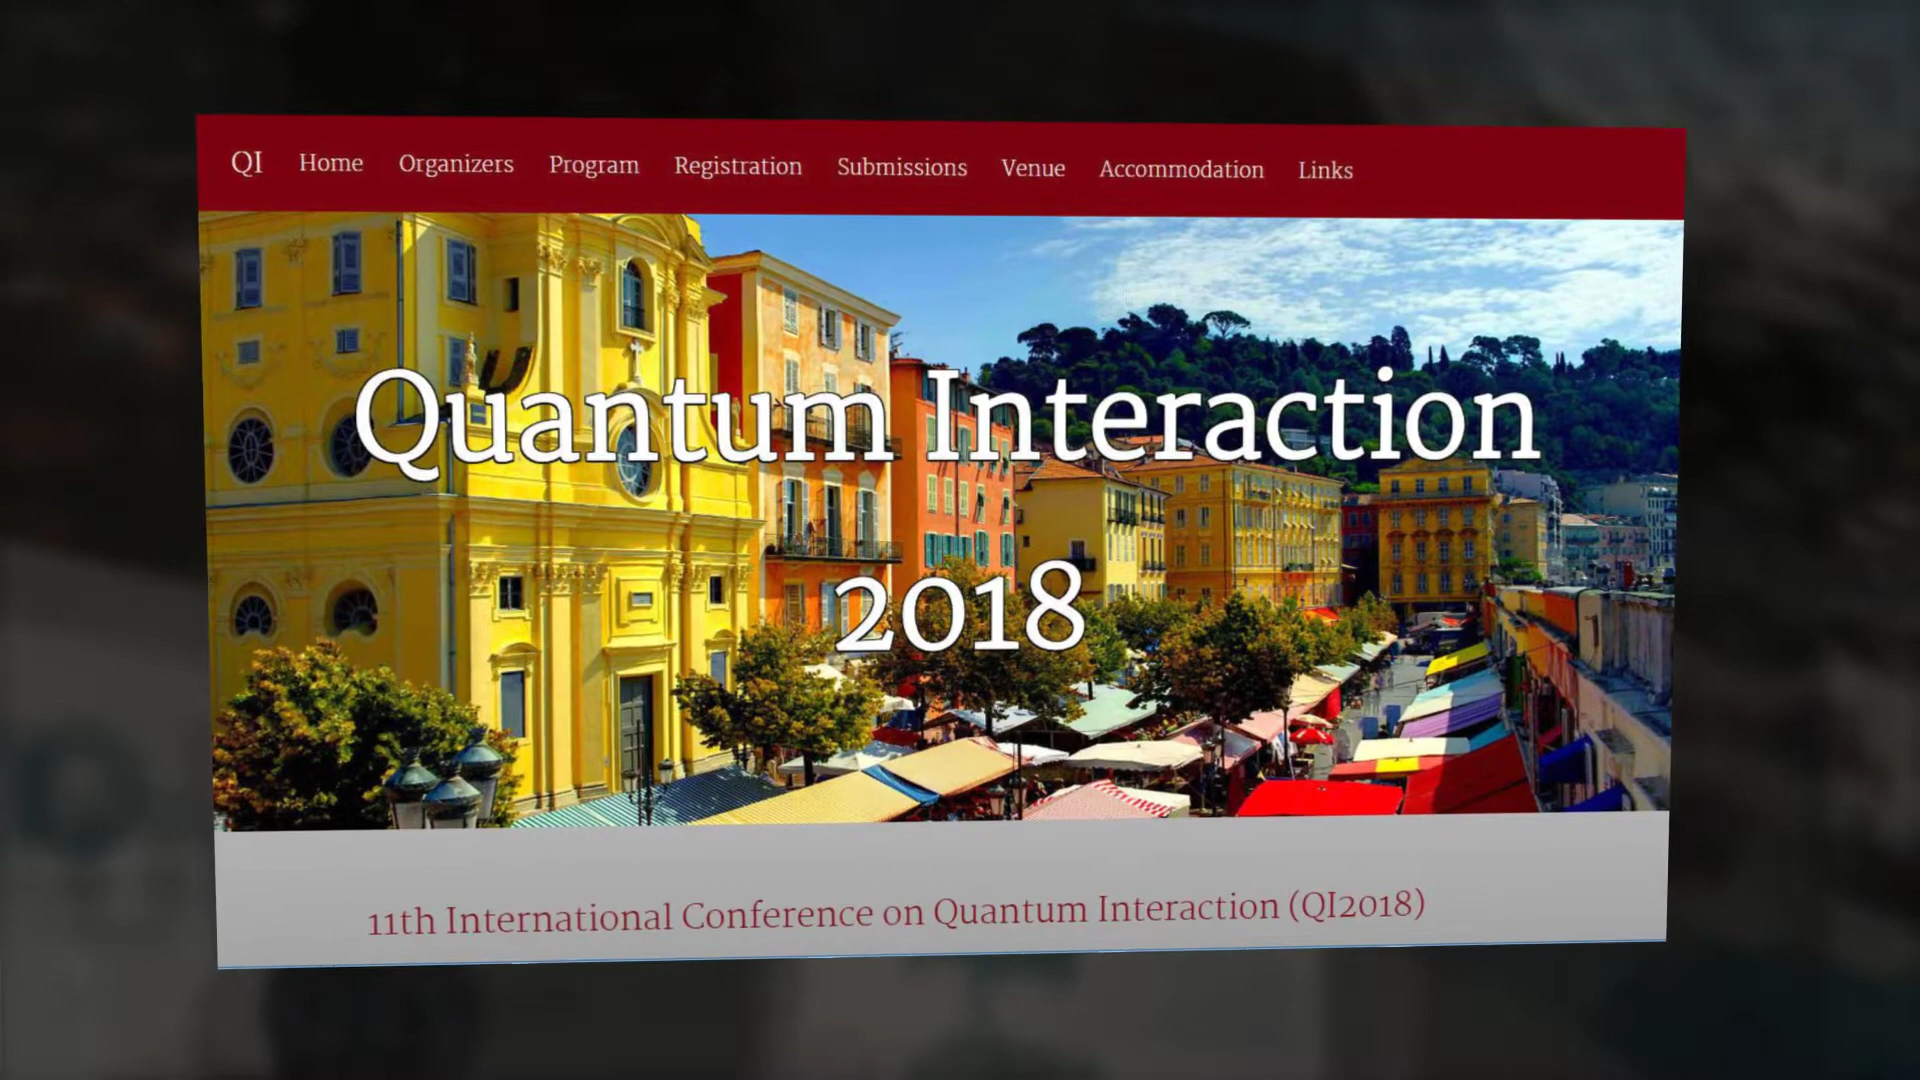 QI Home Organizers Program Registration Submissions Venue Accommodation Links
Quantum Interaction
2018
11th International Conference on Quantum Interaction (QI2018)